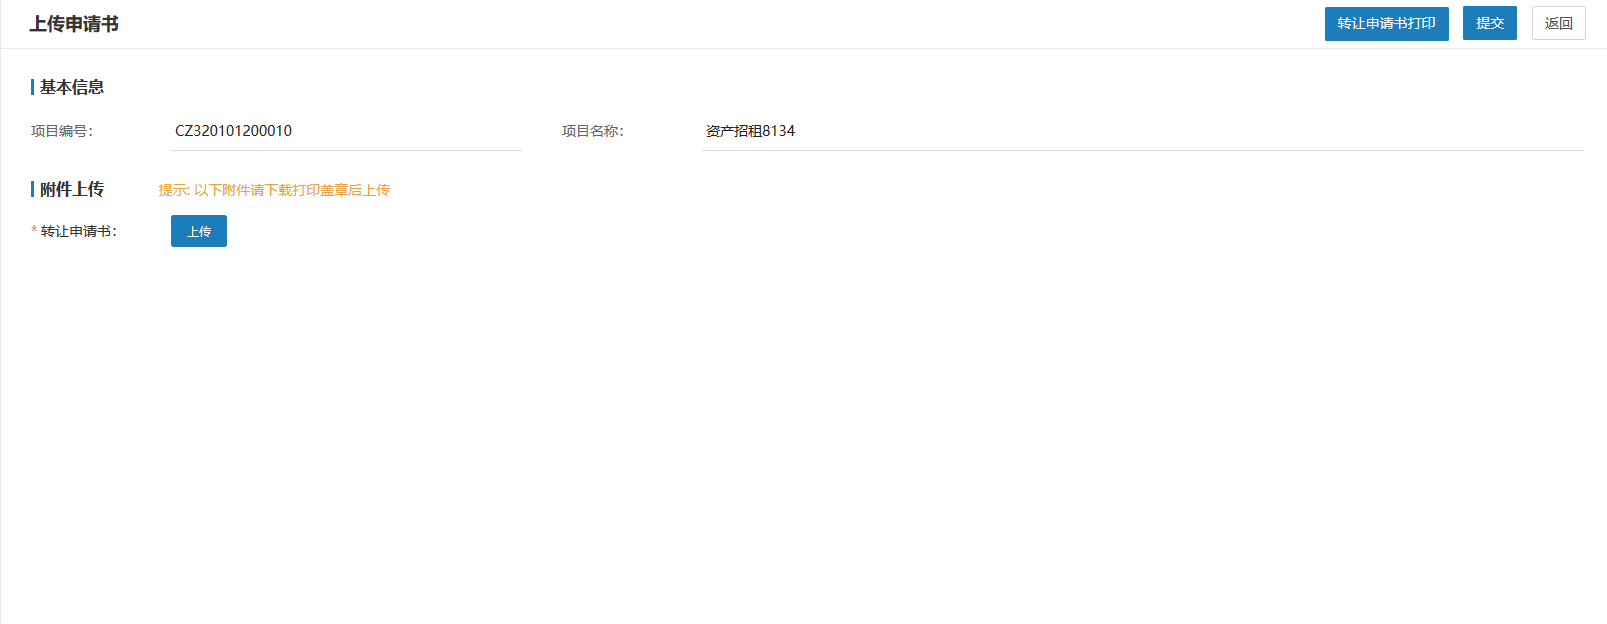 上传申请书 转让申请书打印 提交 返回
基本信息
项目编号: CZ320101200010 项目名称: 资产招租8134
附件上传 提示: 以下附件请下载打印盖章后上传
* 转让申请书: 上传